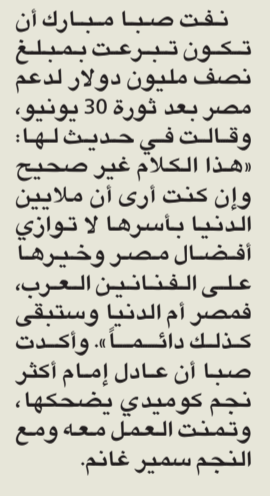 نفت صبا مبارك أن
تكون تبرعت بمبلغ
نصف مليون دولار لدعم
مصر بعد ثورة 30 يونيو،
وقالت في حديث لها:
«هذا الكلام غير صحيح
وإن كنت أرى أن ملايين
الدنيا بأسرها لا توازي
أفضال مصر وخيرها
على الفنانين العرب،
فمصر أم الدنيا وستبقى
كذلك دائماً». وأكدت
صبا أن عادل إمام أكثر
نجم كوميدي يضحكها،
وتمنت العمل معه ومع
النجم سمير غانم.